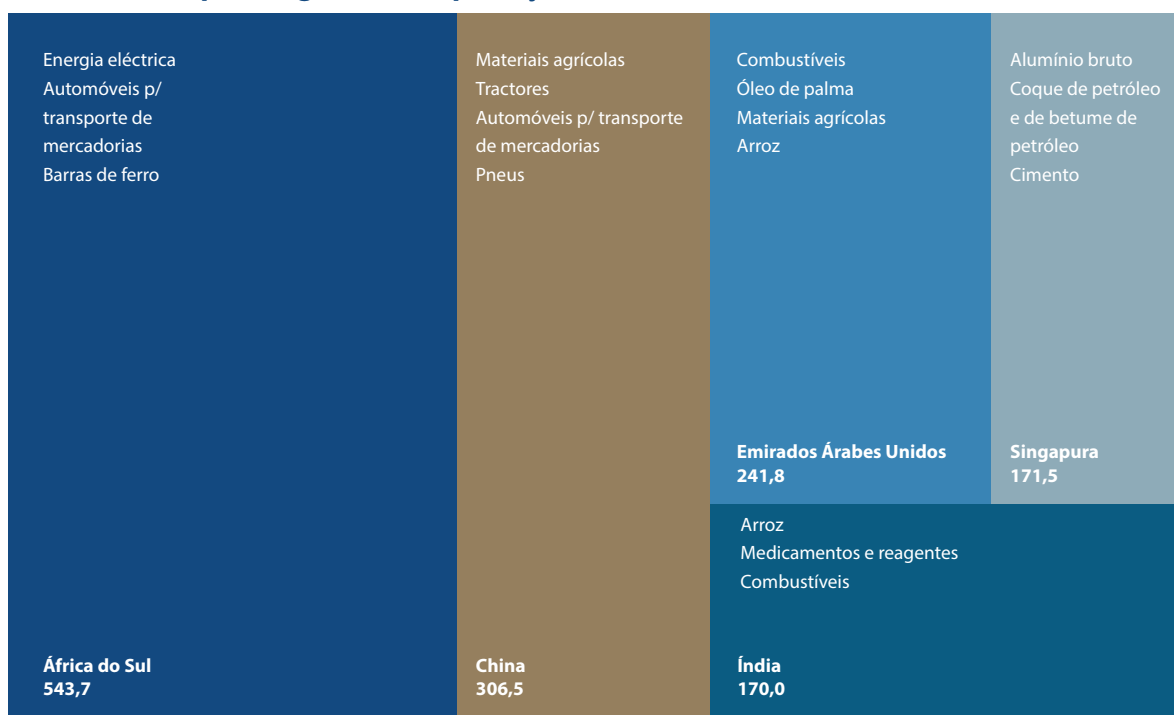 Energia eléctrica
Automóveis p/
transporte de
mercadorias
Barras de ferro
África do Sul
543,7
Materiais agrícolas
Tractores
Automóveis p/ transporte
de mercadorias
Pneus
China
306,5
Combustíveis
Óleo de palma
Materiais agrícolas
Arroz
Emirados Árabes Unidos
241,8
Alumínio bruto
Coque de petróleo
e de betume de
petróleo
Cimento
Singapura
171,5
Arroz
Medicamentos e reagentes
Combustíveis
Índia
170,0